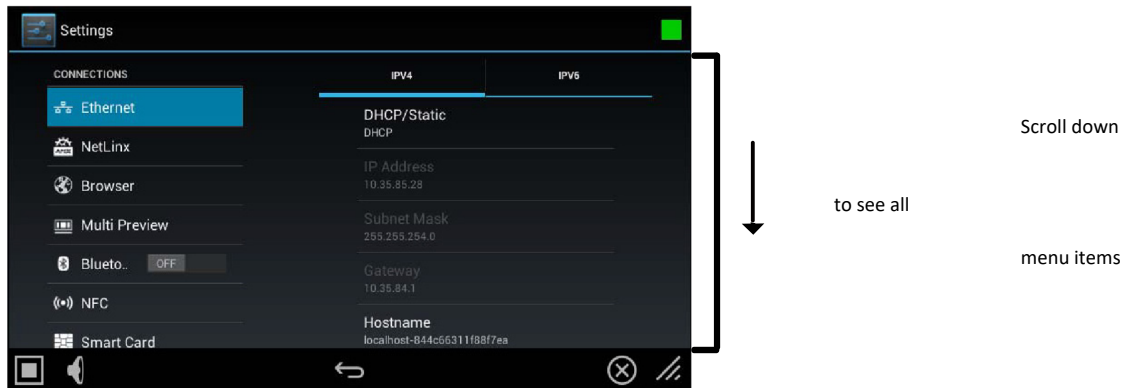 Settings
CONNECTIONS
Ethernet
NetLinx
Browser
Multi Preview
Blueto.. OFF
NFC
Smart Card
IPV4 IPV6
DHCP/Static
DHCP
IP Address
10.35.85.28
Subnet Mask
255.255.254.0
Gateway
10.35.84.1
Hostname
localhost-844c66311f88f7ea
Scroll down
to see all
menu items